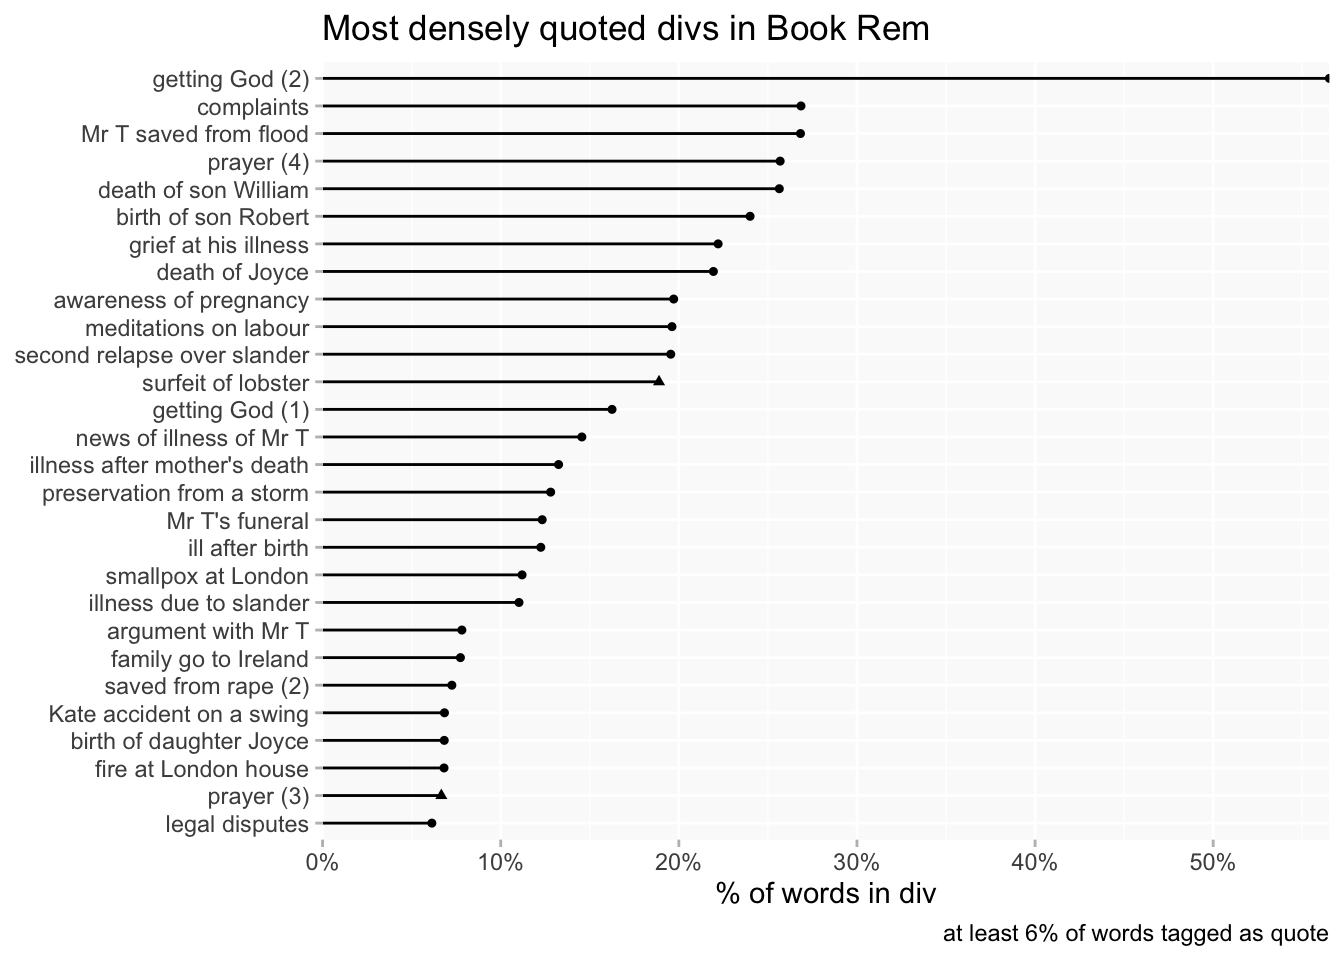 Most densely quoted divs in Book Rem
getting God (2)
complaints
Mr T saved from flood
prayer (4)
death of son William
birth of son Robert
grief at his illness
death of Joyce
awareness of pregnancy
meditations on labour
second relapse over slander
surfeit of lobster
getting God (1)
news of illness of Mr T
illness after mother's death
preservation from a storm
Mr T's funeral
ill after birth
smallpox at London
illness due to slander
argument with Mr T
family go to Ireland
saved from rape (2)
Kate accident on a swing
birth of daughter Joyce
fire at London house
prayer (3)
legal disputes
0% 10% 20% 30% 40% 50%
% of words in div
at least 6% of words tagged as quote